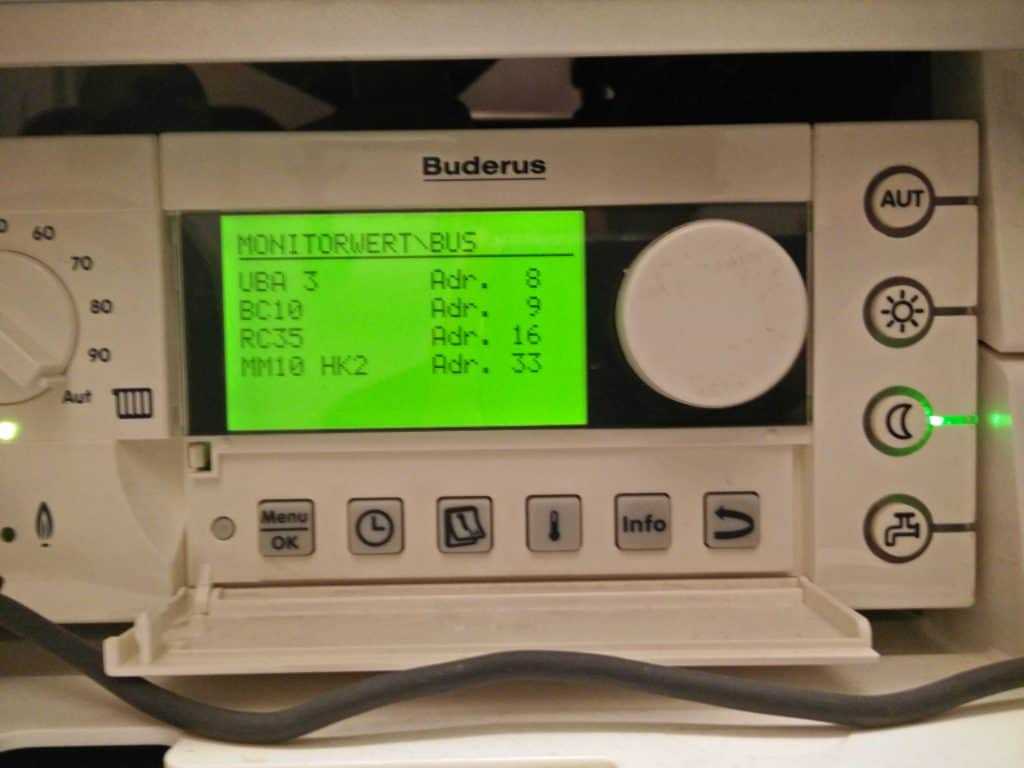 Buderus
MONITORWERT\BUS
UBA 3 Adr. 8
BC10 Adr. 9
RC35 Adr. 16
MM10 HK2 Adr. 33
60
70
80
90
Aut
AUT
Menu
OK
Info